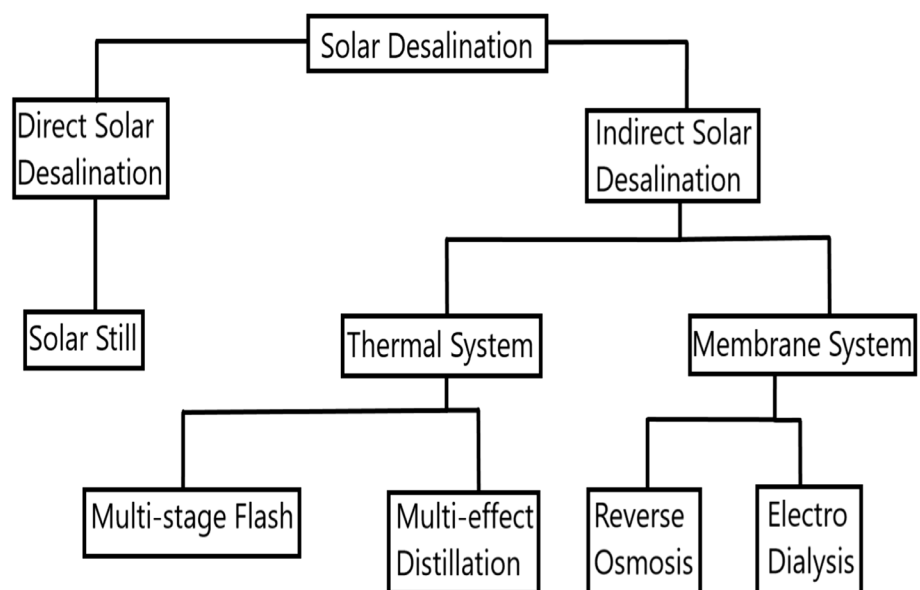 Solar Desalination
Direct Solar
Desalination
Indirect Solar
Desalination
Solar Still
Thermal System
Membrane System
Multi-stage Flash
Multi-effect
Distillation
Reverse
Osmosis
Electro
Dialysis